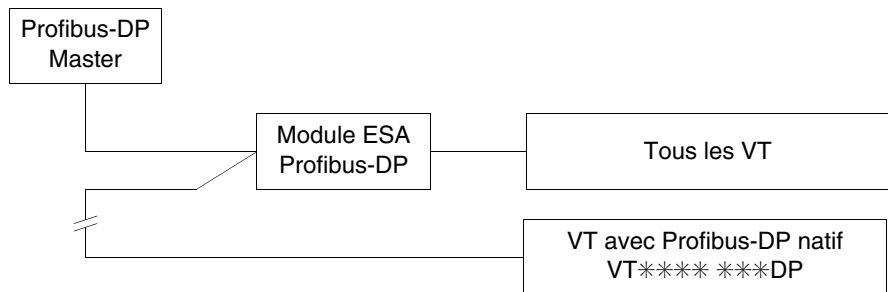 Profibus-DP
Master
Module ESA
Profibus-DP
Tous les VT
VT avec Profibus-DP natif
VT**** ***DP